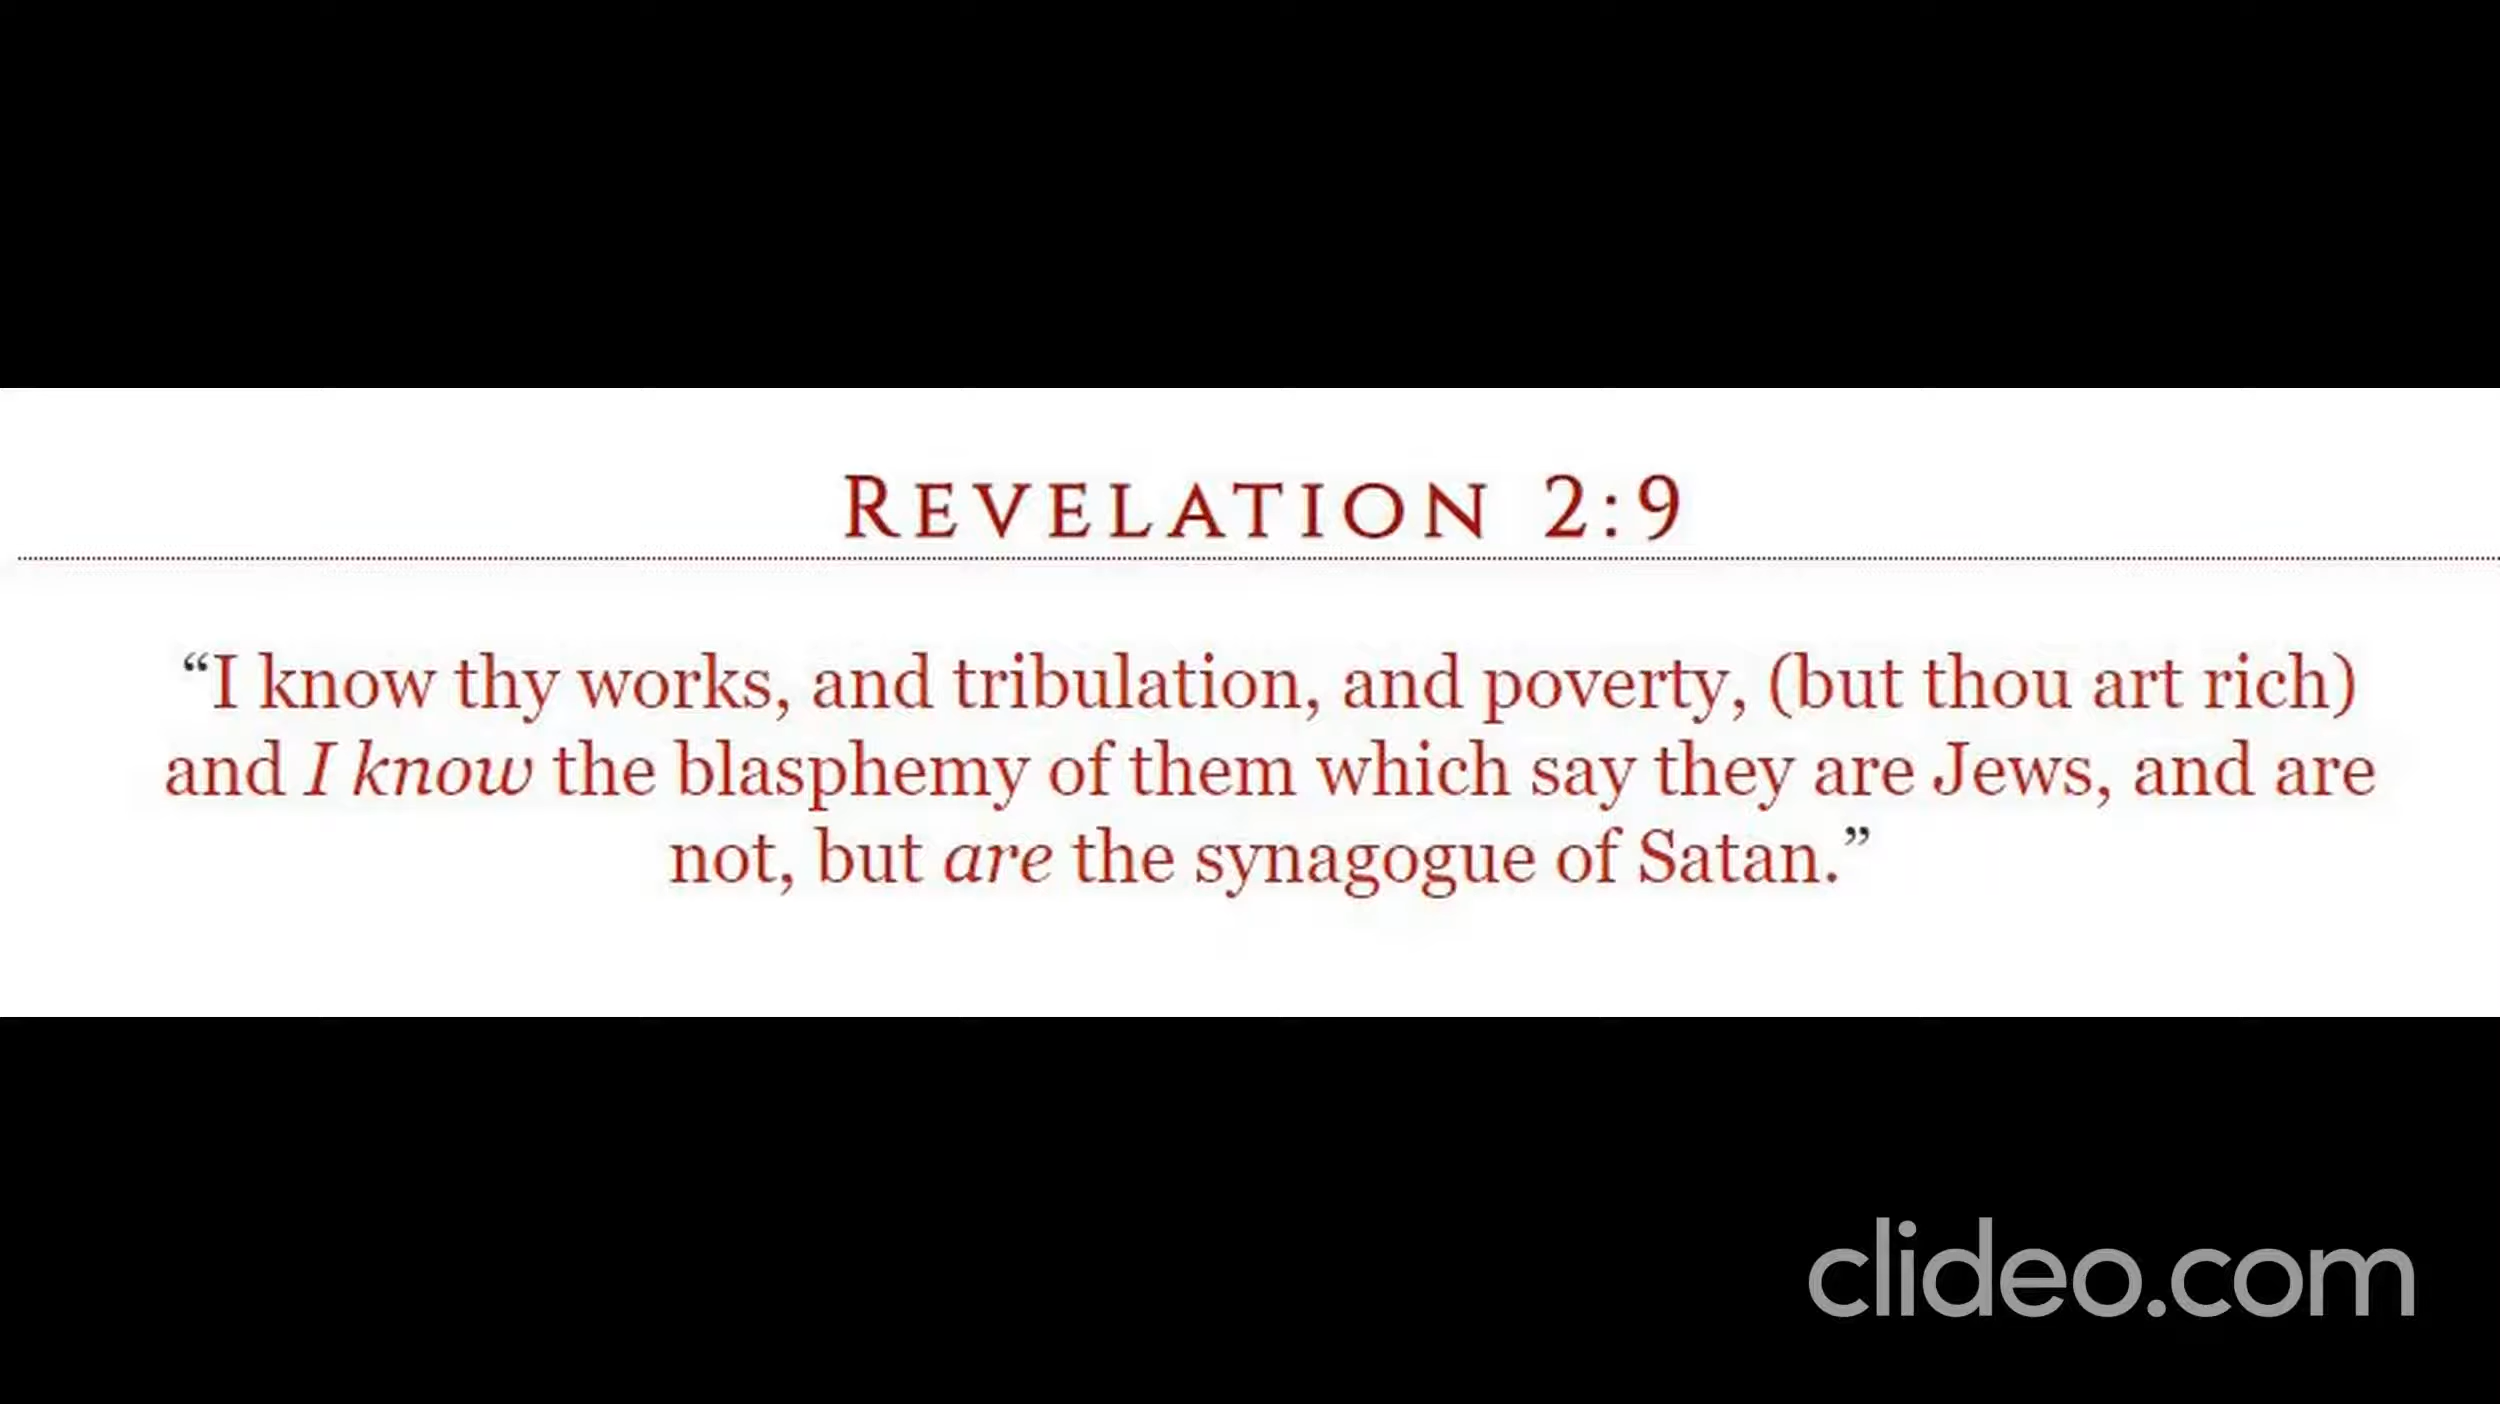 REVELATION 2:9
“I know thy works, and tribulation, and poverty, (but thou art rich)
and I know the blasphemy of them which say they are Jews, and are
not, but are the synagogue of Satan.”
clideo.com